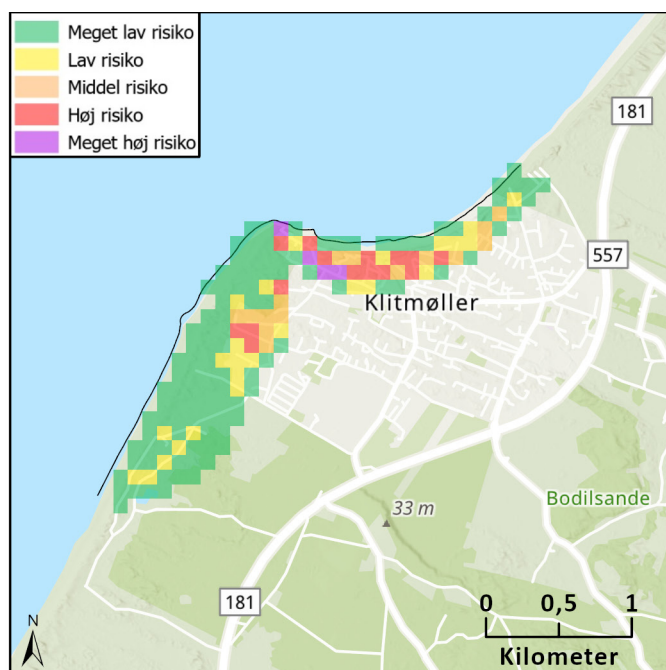 Meget lav risiko
Lav risiko
Middel risiko
Høj risiko
Meget høj risiko
181
557
Klitmøller
Bodilsande
33 m
181
N
0 0,5 1
Kilometer